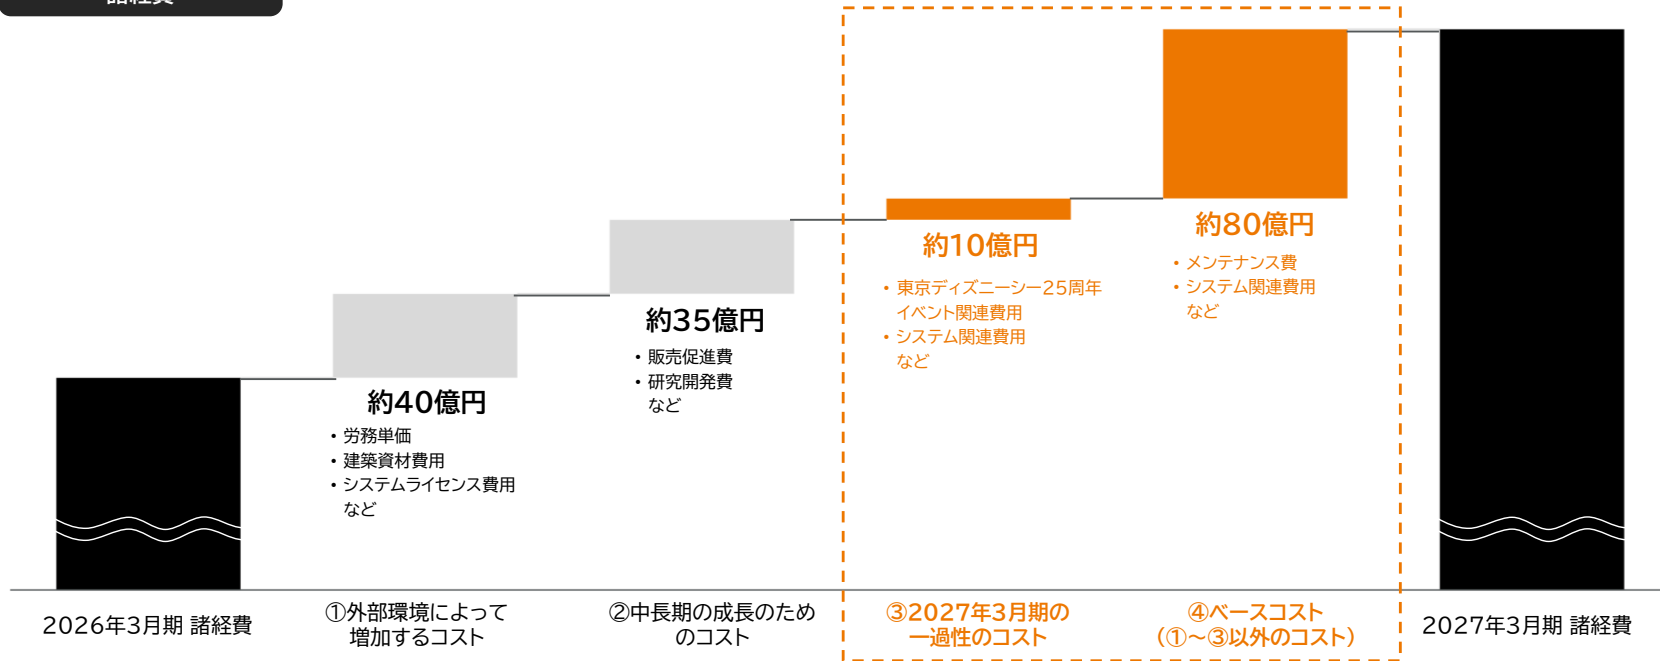 諸経費
約10億円
• 東京ディズニーシー25周年
イベント関連費用
• システム関連費用
など
約80億円
• メンテナンス費
• システム関連費用
など
約35億円
• 販売促進費
• 研究開発費
など
約40億円
• 労務単価
• 建築資材費用
• システムライセンス費用
など
2026年3月期 諸経費
①外部環境によって
増加するコスト
②中長期の成長のため
のコスト
③2027年3月期の
一過性のコスト
④ベースコスト
(①～③以外のコスト)
2027年3月期 諸経費